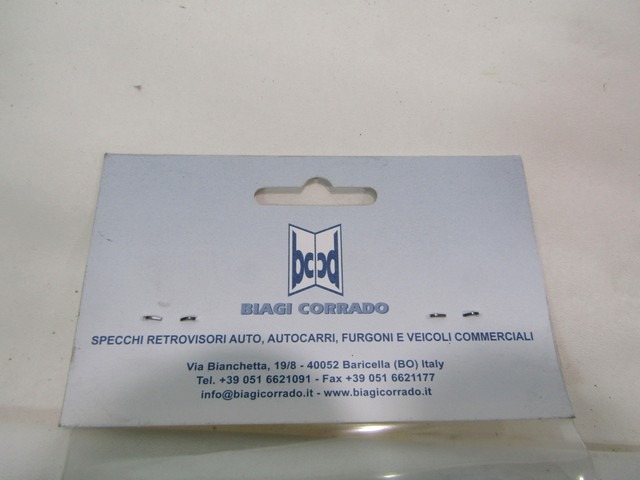 bcbd
BIAGI CORRADO
SPECCHI RETROVISORI AUTO, AUTOCARRI, FURGONI E VEICOLI COMMERCIALI
Via Bianchetta, 19/8 - 40052 Baricella (BO) Italy
Tel. +39 051 6621091 - Fax +39 051 6621177
info@biagicorrado.it - www.biagicorrado.it